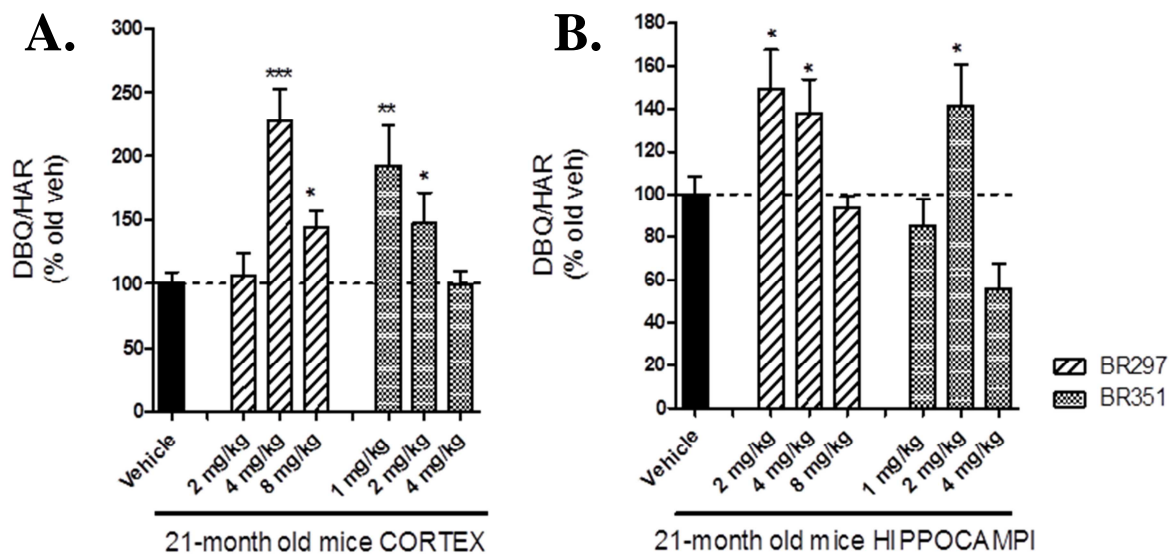 A.
DBQ/HAR
(% old veh)
300
250
200
150
100
50
0
***
*
**
*
Vehicle
2 mg/kg
4 mg/kg
8 mg/kg
1 mg/kg
2 mg/kg
4 mg/kg
21-month old mice CORTEX
B.
DBQ/HAR
(% old veh)
180
160
140
120
100
80
60
40
20
0
*
*
*
Vehicle
2 mg/kg
4 mg/kg
8 mg/kg
1 mg/kg
2 mg/kg
4 mg/kg
21-month old mice HIPPOCAMPI
BR297
BR351